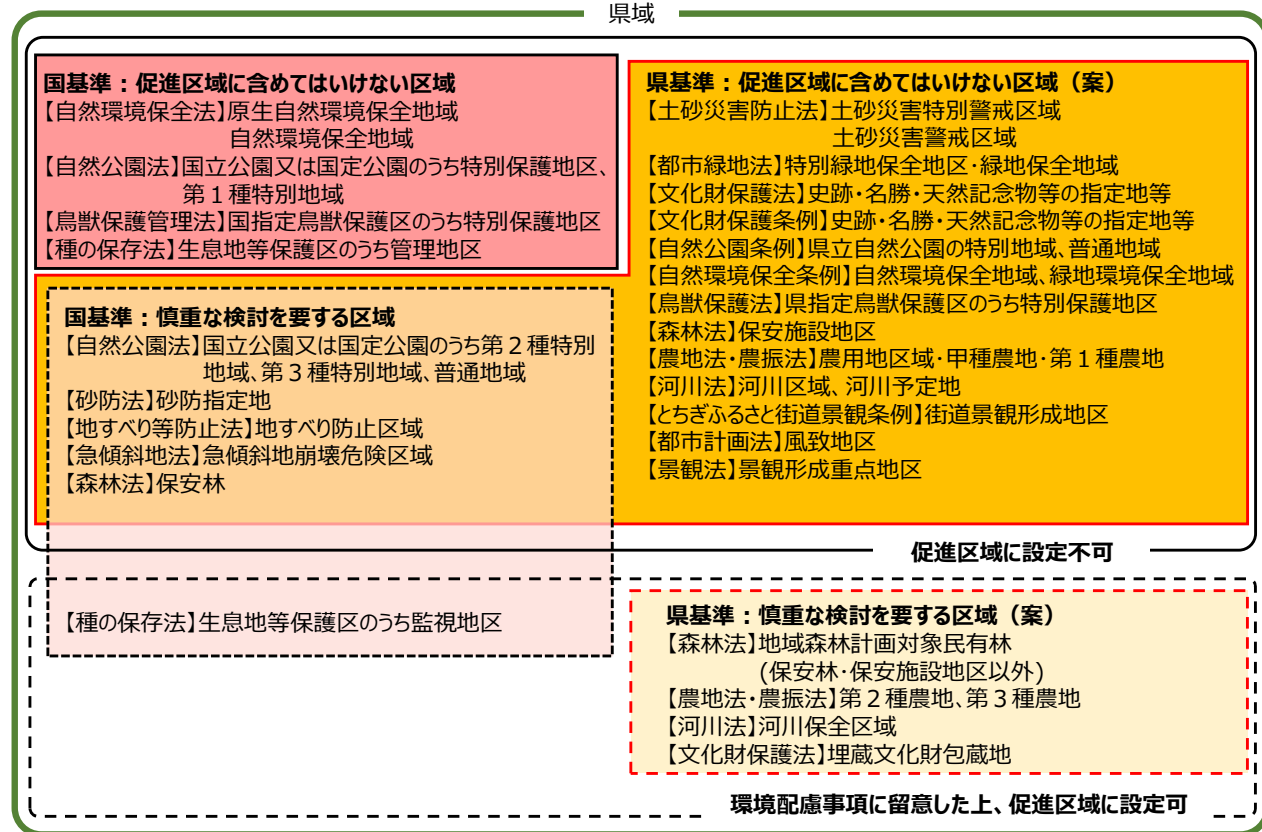 県域
国基準：促進区域に含めてはいけない区域
【自然環境保全法】原生自然環境保全地域
自然環境保全地域
【自然公園法】国立公園又は国定公園のうち特別保護地区、
第１種特別地域
【鳥獣保護管理法】国指定鳥獣保護区のうち特別保護地区
【種の保存法】生息地等保護区のうち管理地区
国基準：慎重な検討を要する区域
【自然公園法】国立公園又は国定公園のうち第２種特別
地域、第３種特別地域、普通地域
【砂防法】砂防指定地
【地すべり等防止法】地すべり防止区域
【急傾斜地法】急傾斜地崩壊危険区域
【森林法】保安林
【種の保存法】生息地等保護区のうち監視地区
県基準：促進区域に含めてはいけない区域（案）
【土砂災害防止法】土砂災害特別警戒区域
土砂災害警戒区域
【都市緑地法】特別緑地保全地区・緑地保全地域
【文化財保護法】史跡・名勝・天然記念物等の指定地等
【文化財保護条例】史跡・名勝・天然記念物等の指定地等
【自然公園条例】県立自然公園の特別地域、普通地域
【自然環境保全条例】自然環境保全地域、緑地環境保全地域
【鳥獣保護法】県指定鳥獣保護区のうち特別保護地区
【森林法】保安施設地区
【農地法・農振法】農用地区域・甲種農地・第１種農地
【河川法】河川区域、河川予定地
【とちぎふるさと街道景観条例】街道景観形成地区
【都市計画法】風致地区
【景観法】景観形成重点地区
促進区域に設定不可
県基準：慎重な検討を要する区域（案）
【森林法】地域森林計画対象民有林
(保安林・保安施設地区以外)
【農地法・農振法】第２種農地、第３種農地
【河川法】河川保全区域
【文化財保護法】埋蔵文化財包蔵地
環境配慮事項に留意した上、促進区域に設定可